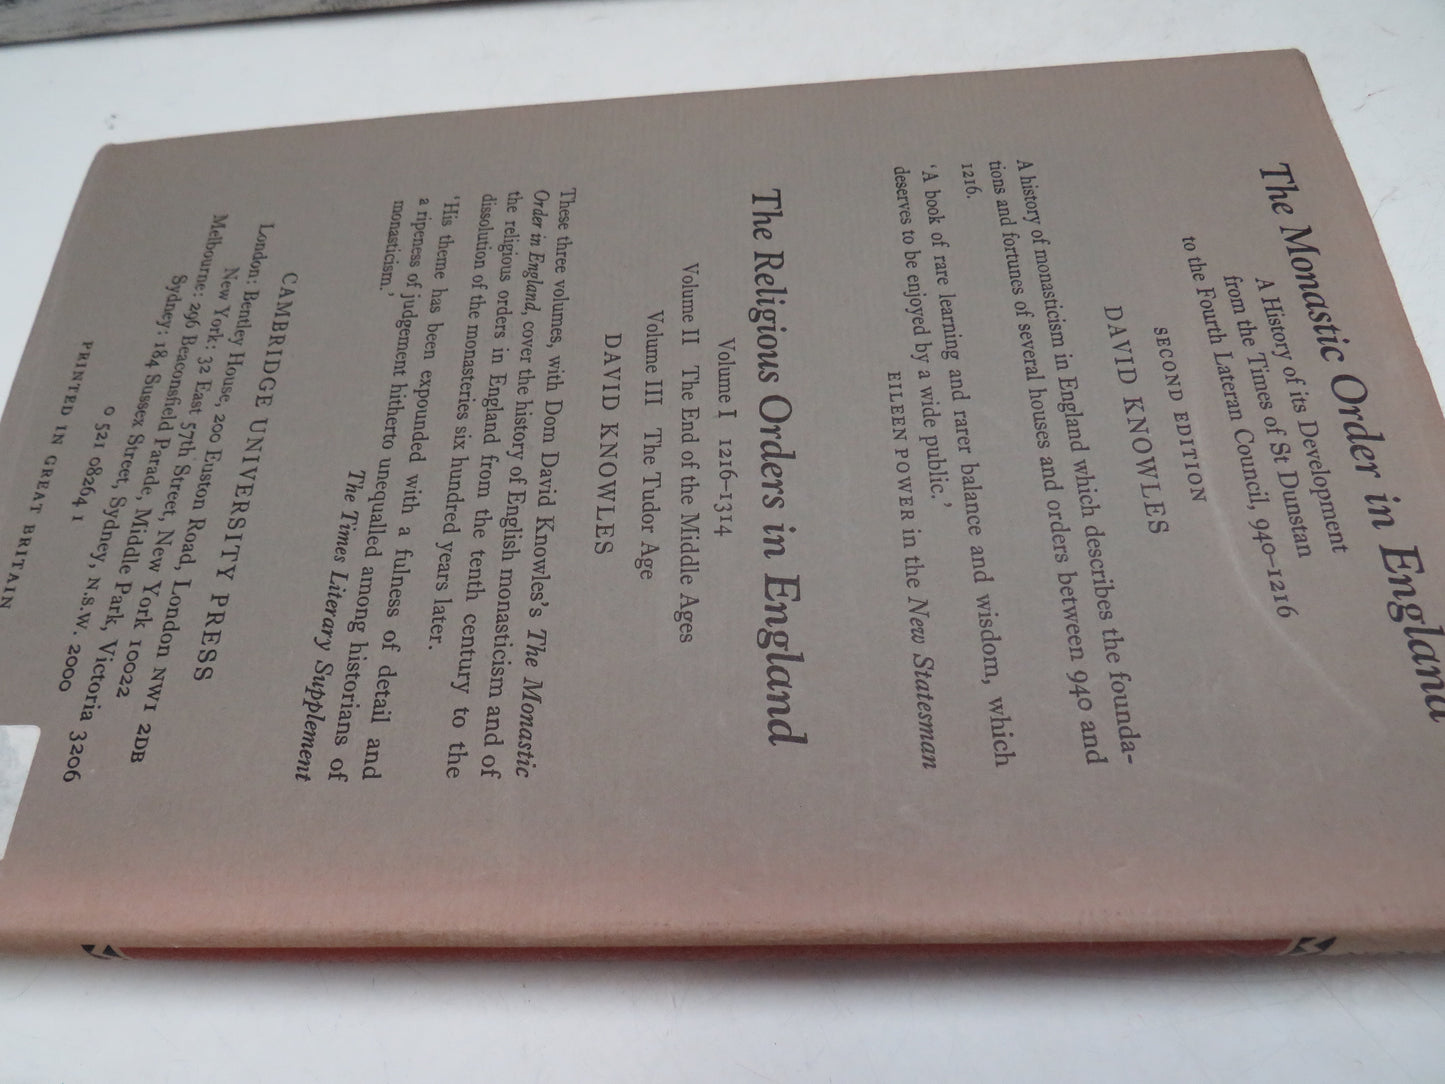 The Monastic Order in England
A History of its Development
from the Times of St Dunstan
to the Fourth Lateran Council, 940–1216
SECOND EDITION
DAVID KNOWLES
A history of monasticism in England which describes the founda-
tions and fortunes of several houses and orders between 940 and
1216.
‘A book of rare learning and rarer balance and wisdom, which
deserves to be enjoyed by a wide public.’
EILEEN POWER in the New Statesman
The Religious Orders in England
Volume I 1216–1314
Volume II The End of the Middle Ages
Volume III The Tudor Age
DAVID KNOWLES
These three volumes, with Dom David Knowles's The Monastic
Order in England, cover the history of English monasticism and of
the religious orders in England from the tenth century to the
dissolution of the monasteries six hundred years later.
‘His theme has been expounded with a fulness of detail and
a ripeness of judgement hitherto unequalled among historians of
monasticism.’
The Times Literary Supplement
CAMBRIDGE UNIVERSITY PRESS
London: Bentley House, 200 Euston Road, London NW1 2DB
New York: 32 East 57th Street, New York 10022
Melbourne: 296 Beaconsfield Parade, Middle Park, Victoria 3206
Sydney: 184 Sussex Street, Sydney, N.S.W. 2000
0 521 08264 1
PRINTED IN GREAT BRITAIN